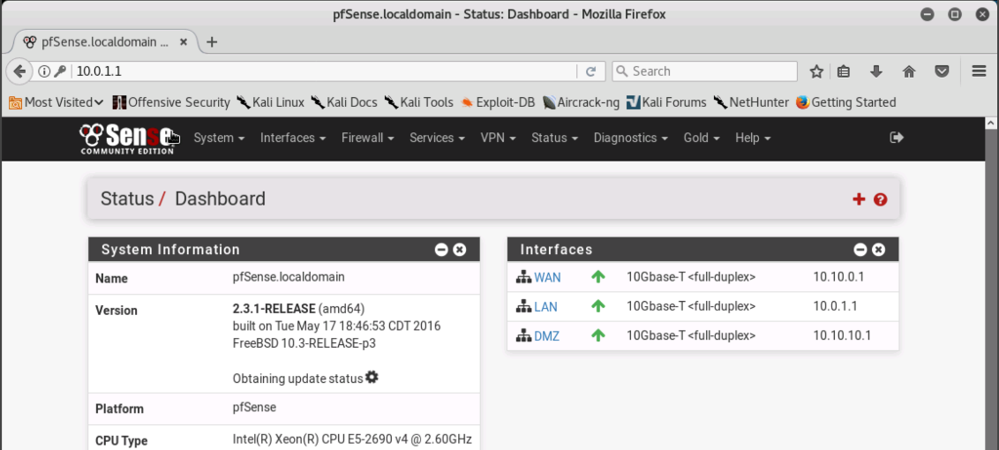 pfSense.localdomain - Status: Dashboard - Mozilla Firefox
pfSense.localdomain ...
10.0.1.1
Search
Most Visited Offensive Security Kali Linux Kali Docs Kali Tools Exploit-DB Aircrack-ng Kali Forums NetHunter Getting Started
Sense
COMMUNITY EDITION
System Interfaces Firewall Services VPN Status Diagnostics Gold Help
Status / Dashboard
System Information
Name pfSense.localdomain
Version 2.3.1-RELEASE (amd64)
built on Tue May 17 18:46:53 CDT 2016
FreeBSD 10.3-RELEASE-p3
Obtaining update status
Platform pfSense
CPU Type Intel(R) Xeon(R) CPU E5-2690 v4 @ 2.60GHz
Interfaces
WAN 10Gbase-T <full-duplex> 10.10.0.1
LAN 10Gbase-T <full-duplex> 10.0.1.1
DMZ 10Gbase-T <full-duplex> 10.10.10.1